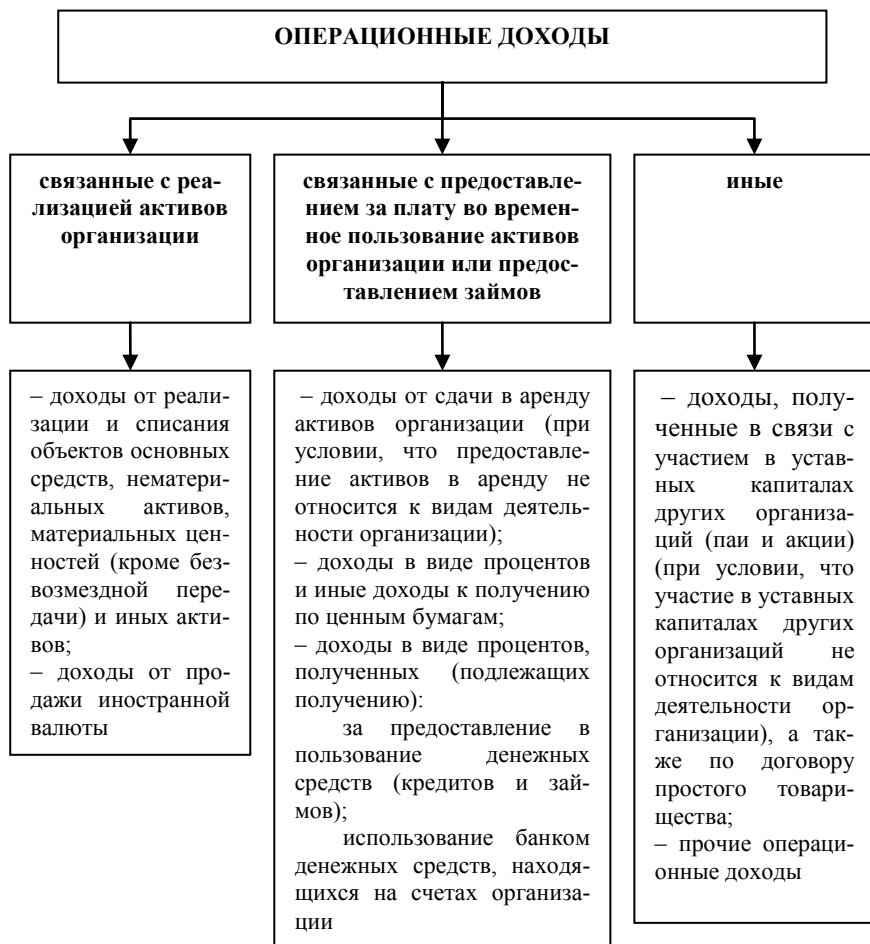 ОПЕРАЦИОННЫЕ ДОХОДЫ
связанные с реа-
лизацией активов
организации
связанные с предоставле-
нием за плату во времен-
ное пользование активов
организации или предос-
тавлением займов
иные
– доходы от реали-
зации и списания
объектов основных
средств, нематери-
альных активов,
материальных цен-
ностей (кроме без-
возмездной пере-
дачи) и иных акти-
вов;
– доходы от про-
дажи иностранной
валюты
– доходы от сдачи в аренду
активов организации (при
условии, что предоставле-
ние активов в аренду не
относится к видам деятель-
ности организации);
– доходы в виде процентов
и иные доходы к получению
по ценным бумагам;
– доходы в виде процентов,
полученных (подлежащих
получению):
за предоставление в
пользование денежных
средств (кредитов и зай-
мов);
использование банком
денежных средств, находя-
щихся на счетах организа-
ции
– доходы, полу-
ченные в связи с
участием в устав-
ных капиталах
других организа-
ций (паи и акции)
(при условии, что
участие в уставных
капиталах других
организаций не
относится к видам
деятельности ор-
ганизации), а так-
же по договору
простого товари-
щества;
– прочие операци-
онные доходы